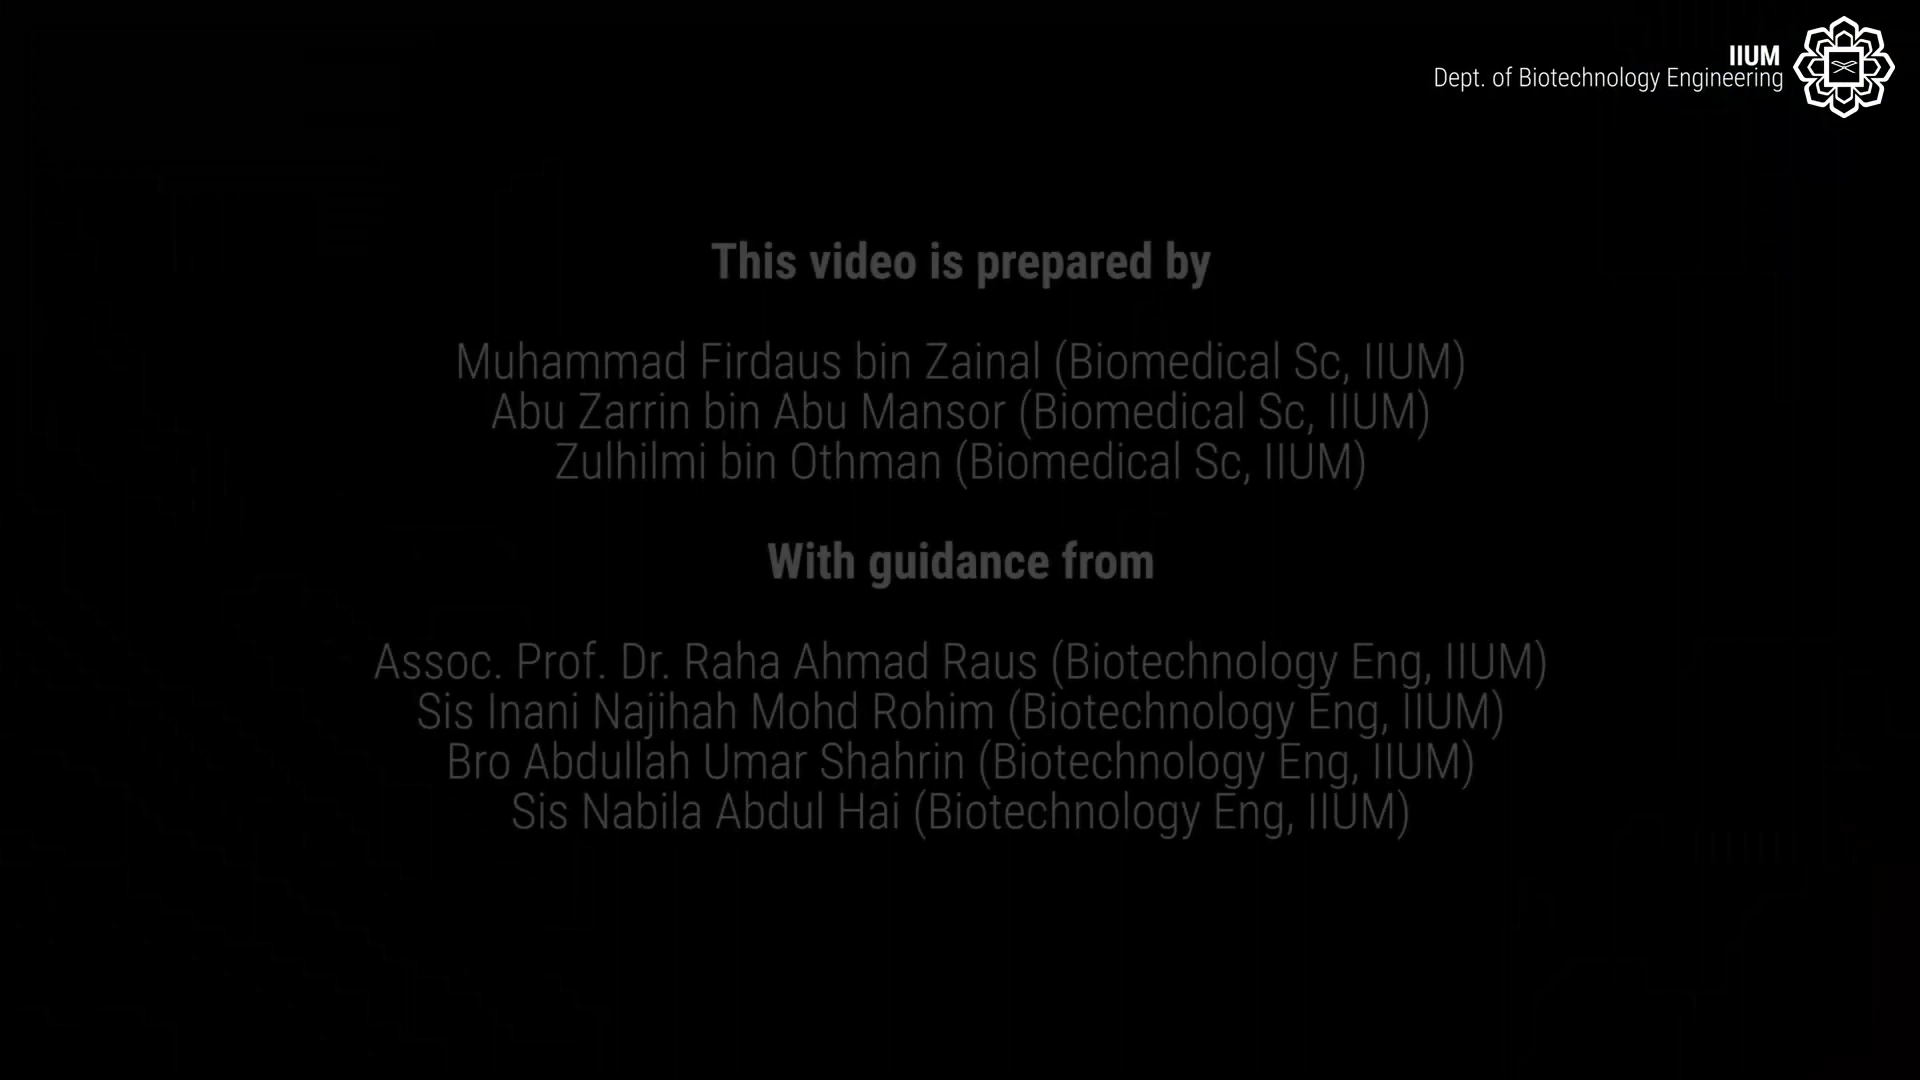 IIUM
Dept. of Biotechnology Engineering
This video is prepared by
Muhammad Firdaus bin Zainal (Biomedical Sc, IIUM)
Abu Zarrin bin Abu Mansor (Biomedical Sc, IIUM)
Zulhilmi bin Othman (Biomedical Sc, IIUM)
With guidance from
Assoc. Prof. Dr. Raha Ahmad Raus (Biotechnology Eng, IIUM)
Sis Inani Najihah Mohd Rohim (Biotechnology Eng, IIUM)
Bro Abdullah Umar Shahrin (Biotechnology Eng, IIUM)
Sis Nabila Abdul Hai (Biotechnology Eng, IIUM)